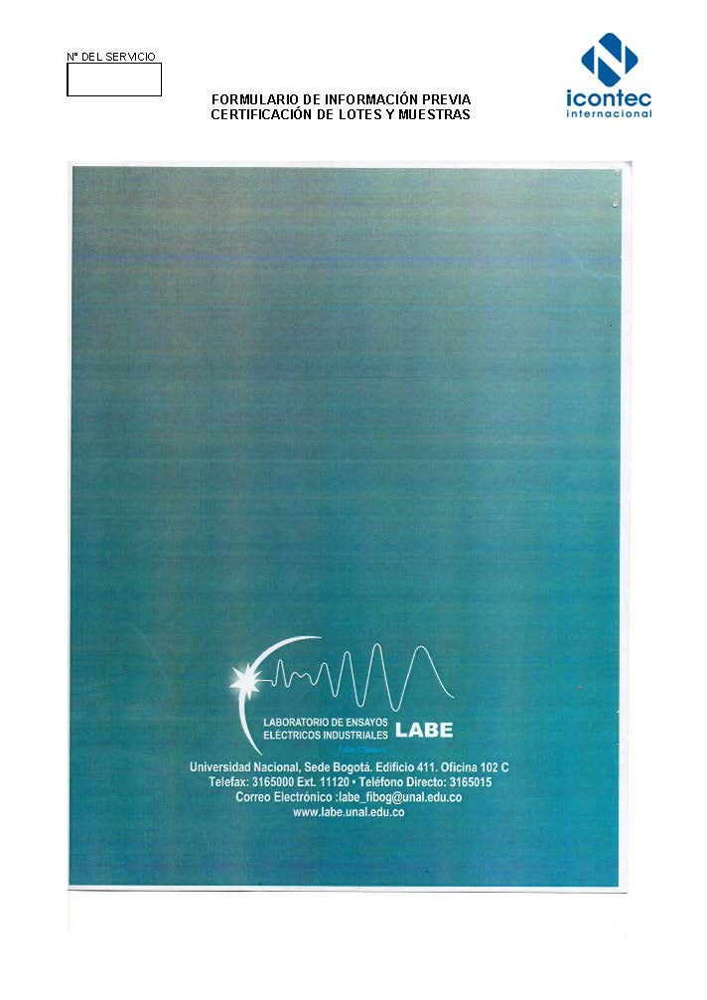 Nº DEL SERVICIO
FORMULARIO DE INFORMACIÓN PREVIA
CERTIFICACIÓN DE LOTES Y MUESTRAS
icontec
internacional
LABORATORIO DE ENSAYOS
ELÉCTRICOS INDUSTRIALES LABE
Universidad Nacional, Sede Bogotá. Edificio 411. Oficina 102 C
Telefax: 3165000 Ext. 11120 • Teléfono Directo: 3165015
Correo Electrónico :labe_fibog@unal.edu.co
www.labe.unal.edu.co